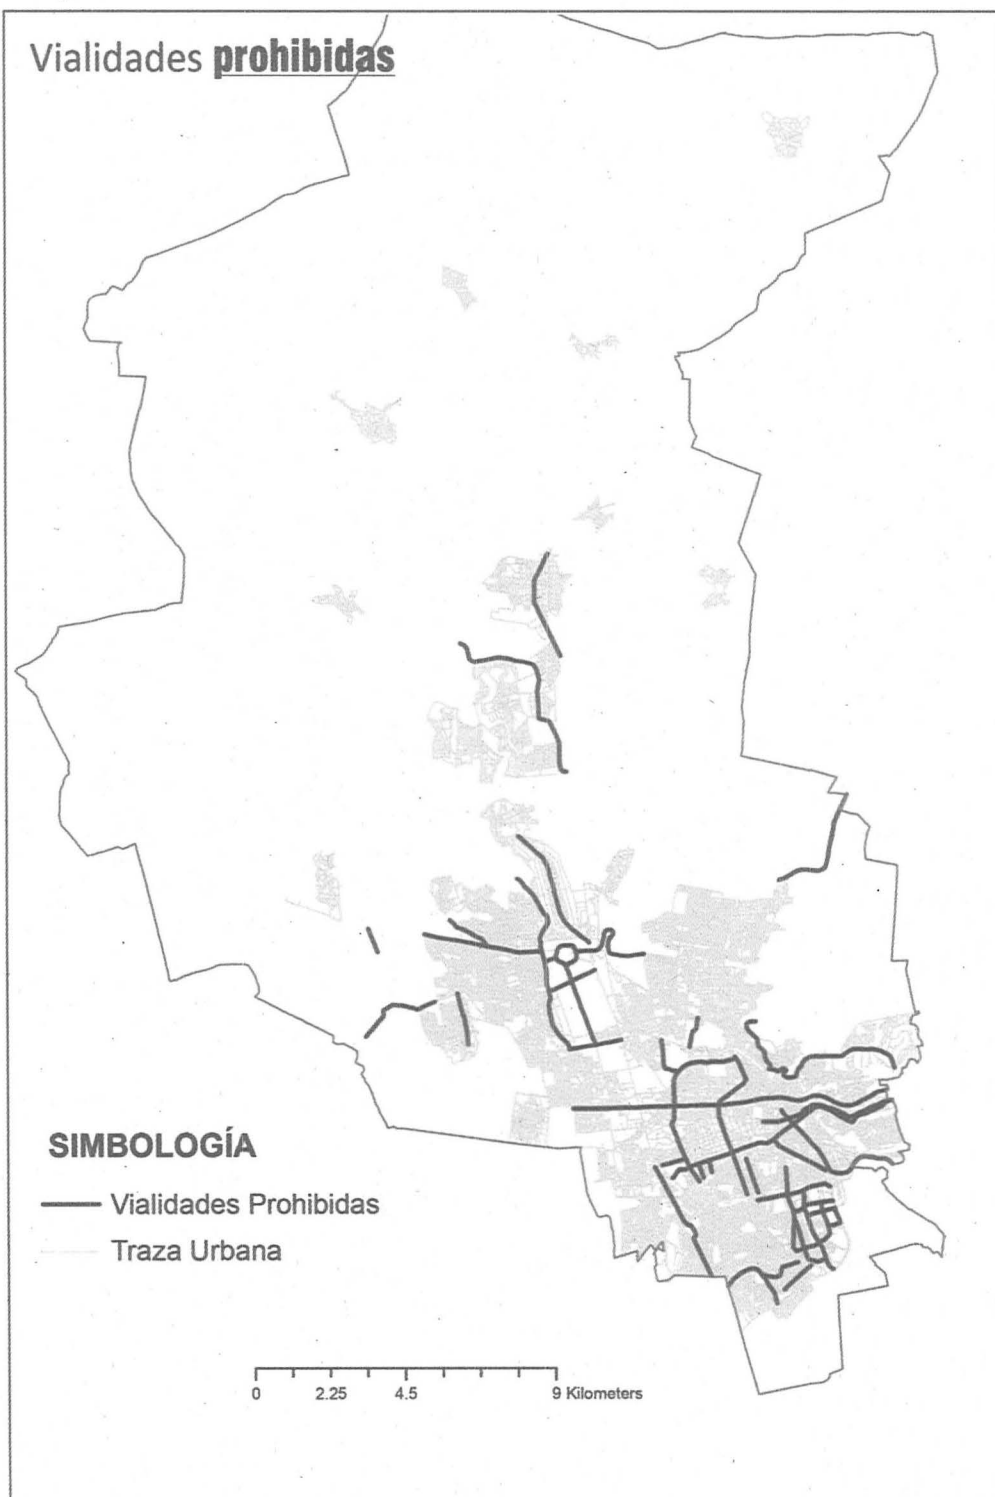 Vialidades prohibidas
SIMBOLOGÍA
Vialidades Prohibidas
Traza Urbana
0 2.25 4.5 9 Kilometers